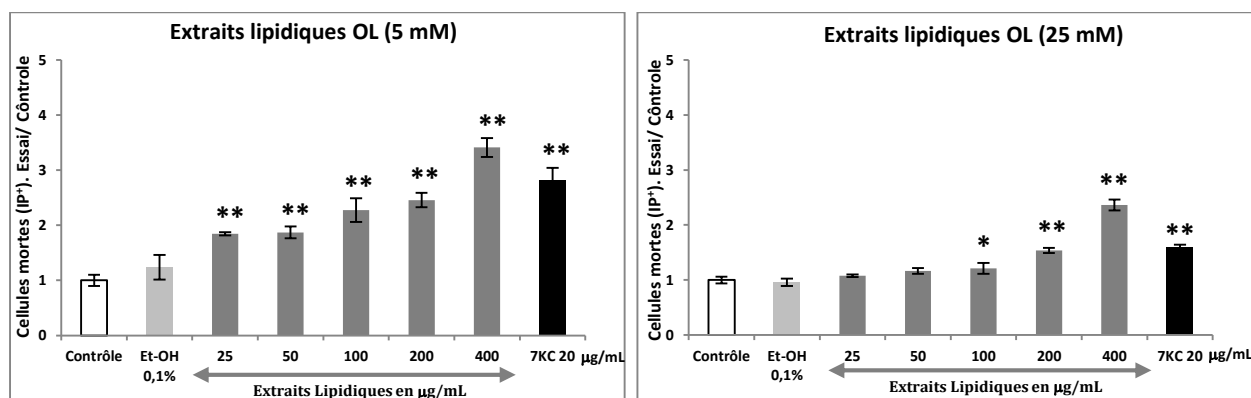 Extraits lipidiques OL (5 mM)
Cellules mortes (IP⁺). Essai/ Côntrole
5
4
3
2
1
0
** ** ** ** ** **
Contrôle Et-OH 0,1% 25 50 100 200 400 7KC 20 µg/mL
Extraits Lipidiques en µg/mL
Extraits lipidiques OL (25 mM)
Cellules mortes (IP⁺). Essai/ Côntrole
5
4
3
2
1
0
* ** ** **
Contrôle Et-OH 0,1% 25 50 100 200 400 7KC 20 µg/mL
Extraits Lipidiques en µg/mL